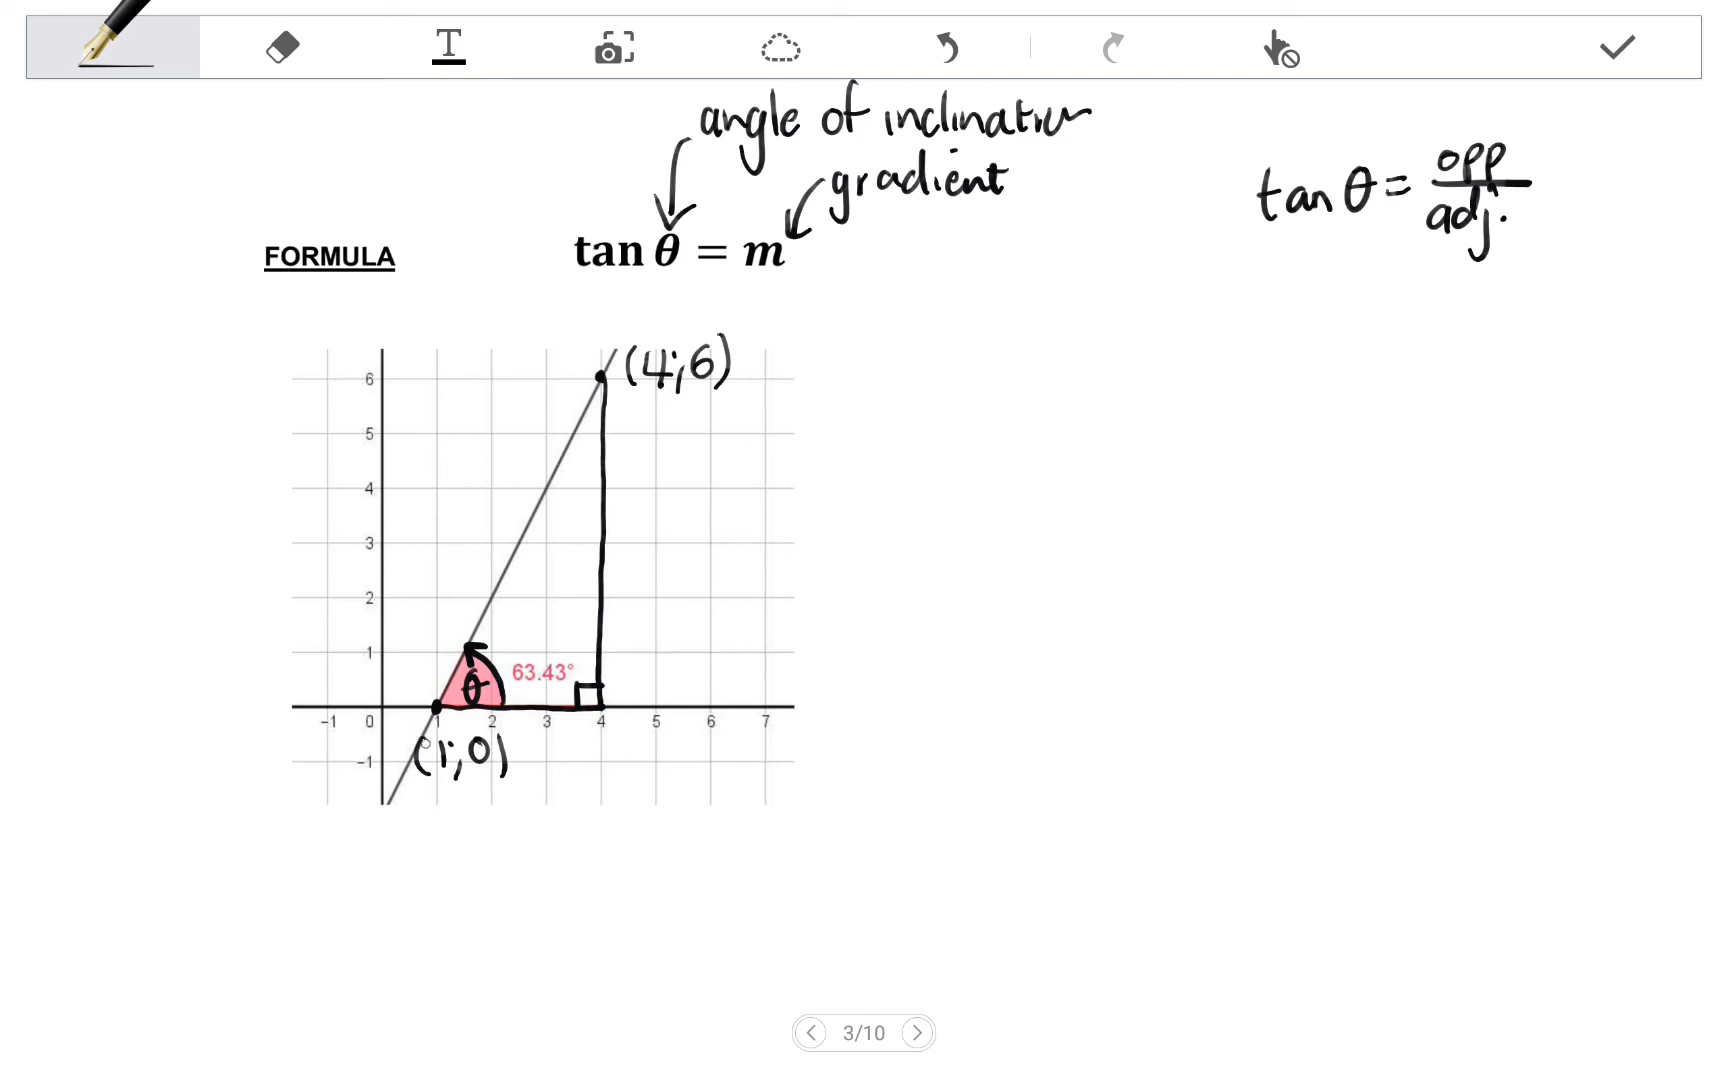 T
angle of inclination
gradient
tan θ = opp
adj.
FORMULA
tan θ = m
(4;6)
6
5
4
3
2
1
θ
63.43°
-1 0 1 2 3 4 5 6 7
(1;0)
-1
3/10